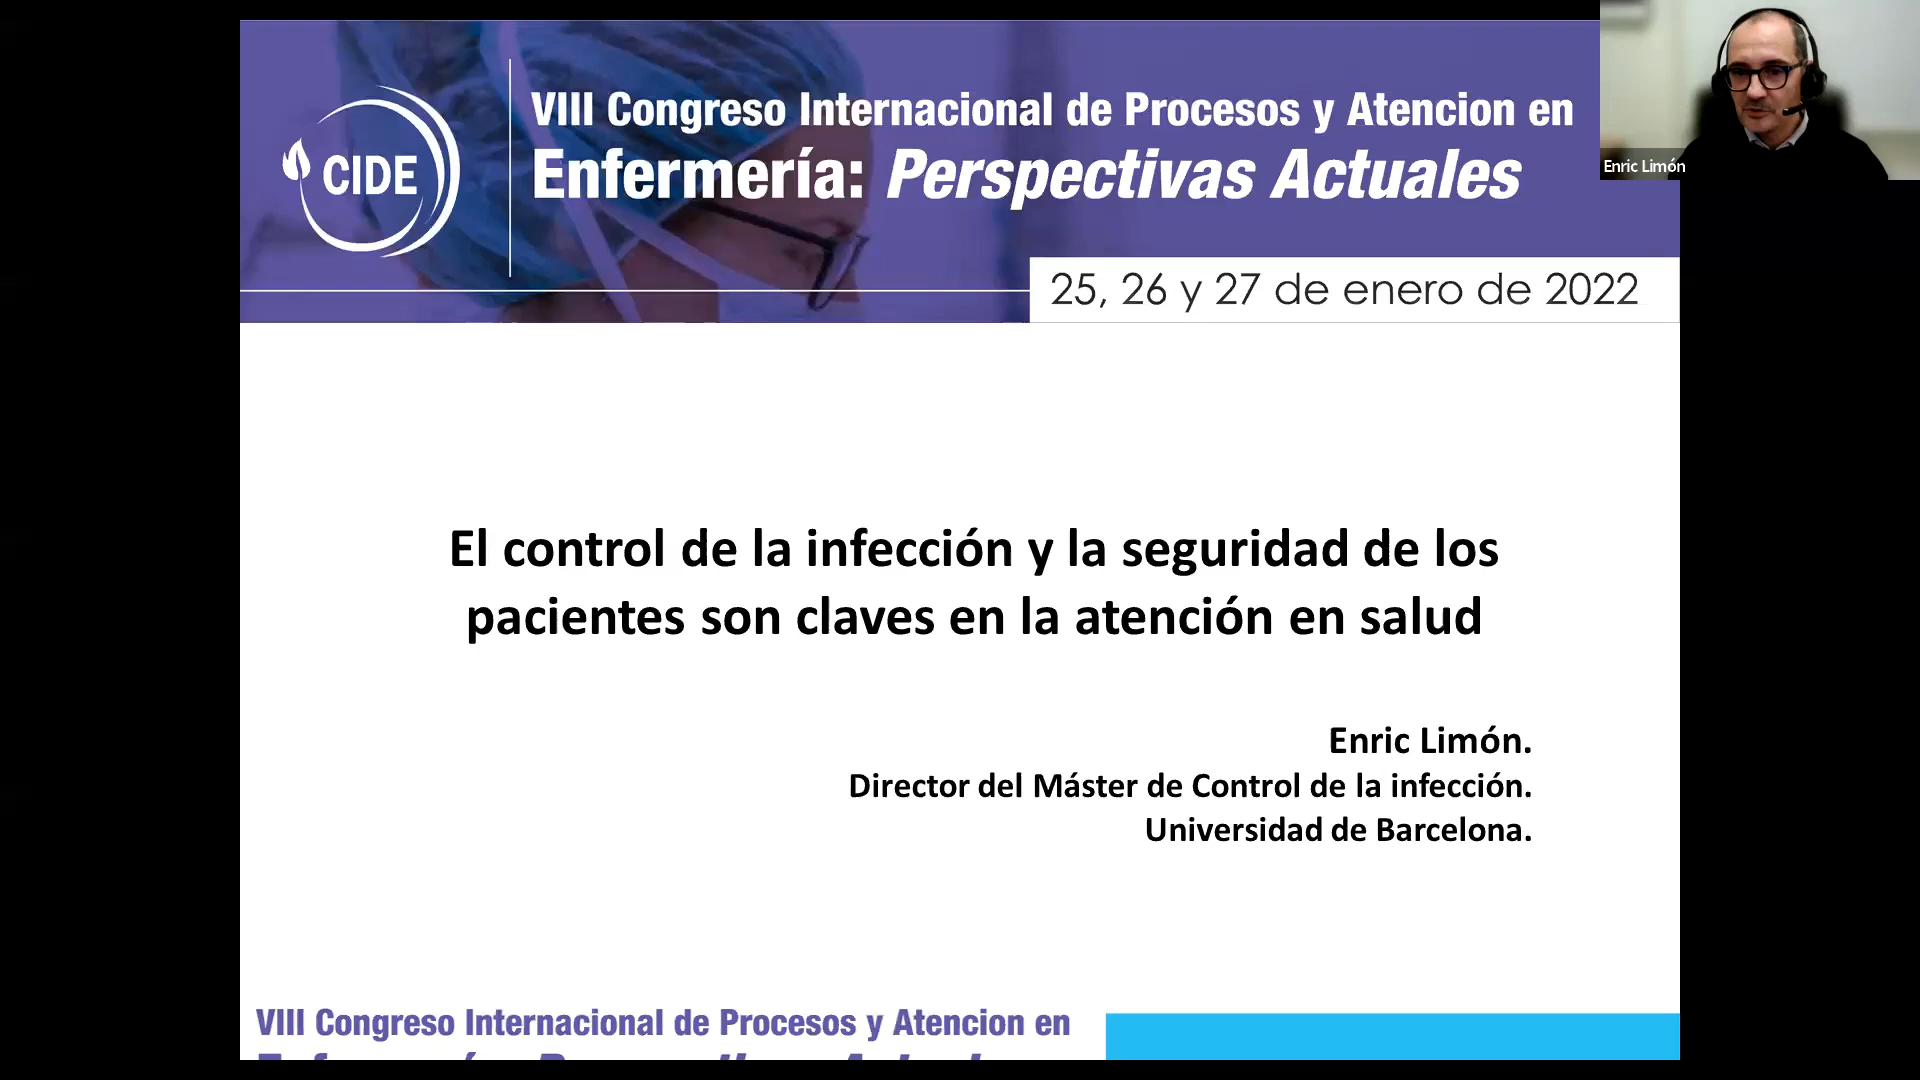 CIDE
VIII Congreso Internacional de Procesos y Atencion en
Enfermería: Perspectivas Actuales
25, 26 y 27 de enero de 2022
Enric Limón
El control de la infección y la seguridad de los
pacientes son claves en la atención en salud
Enric Limón.
Director del Máster de Control de la infección.
Universidad de Barcelona.
VIII Congreso Internacional de Procesos y Atencion en